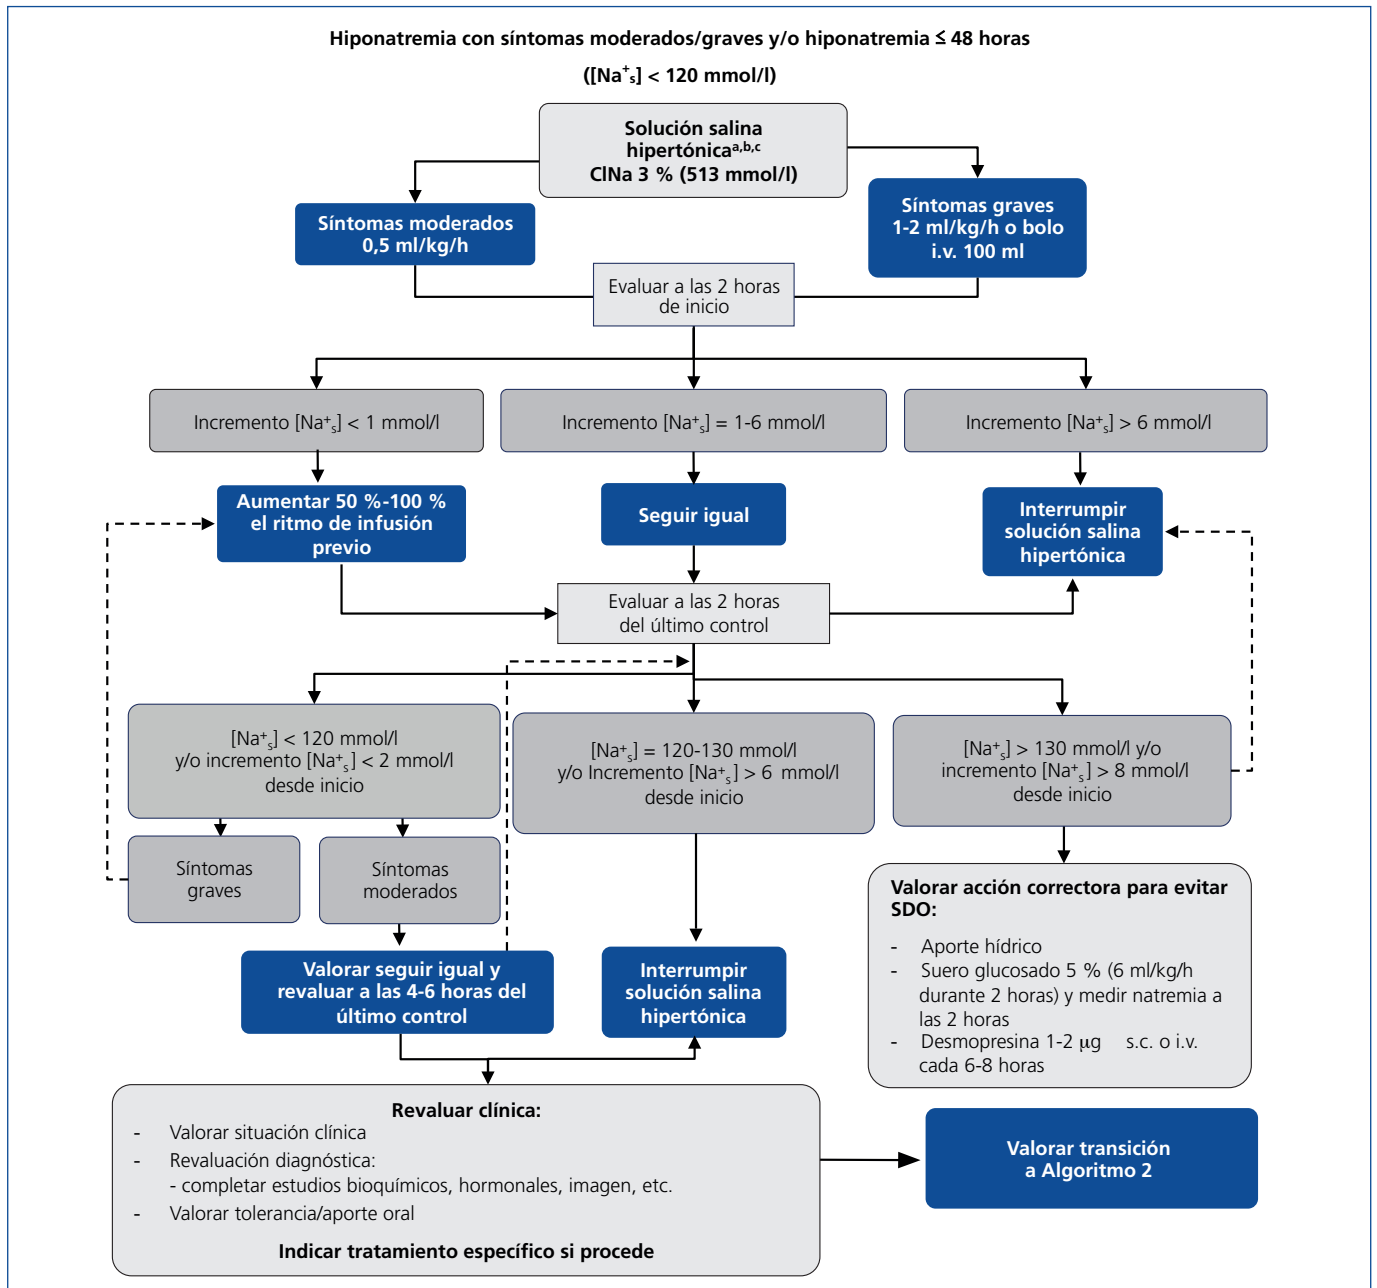 Hiponatremia con síntomas moderados/graves y/o hiponatremia ≤ 48 horas
([Na⁺ₛ] < 120 mmol/l)
Solución salina
hipertónicaᵃ,ᵇ,ᶜ
ClNa 3 % (513 mmol/l)
Síntomas moderados
0,5 ml/kg/h
Síntomas graves
1-2 ml/kg/h o bolo
i.v. 100 ml
Evaluar a las 2 horas
de inicio
Incremento [Na⁺ₛ] < 1 mmol/l
Incremento [Na⁺ₛ] = 1-6 mmol/l
Incremento [Na⁺ₛ] > 6 mmol/l
Aumentar 50 %-100 %
el ritmo de infusión
previo
Seguir igual
Interrumpir
solución salina
hipertónica
Evaluar a las 2 horas
del último control
[Na⁺ₛ] < 120 mmol/l
y/o incremento [Na⁺ₛ] < 2 mmol/l
desde inicio
[Na⁺ₛ] = 120-130 mmol/l
y/o Incremento [Na⁺ₛ] > 6 mmol/l
desde inicio
[Na⁺ₛ] > 130 mmol/l y/o
incremento [Na⁺ₛ] > 8 mmol/l
desde inicio
Síntomas
graves
Síntomas
moderados
Valorar seguir igual y
revaluar a las 4-6 horas del
último control
Interrumpir
solución salina
hipertónica
Valorar acción correctora para evitar
SDO:
- Aporte hídrico
- Suero glucosado 5 % (6 ml/kg/h
durante 2 horas) y medir natremia a
las 2 horas
- Desmopresina 1-2 µg s.c. o i.v.
cada 6-8 horas
Revaluar clínica:
- Valorar situación clínica
- Revaluación diagnóstica:
- completar estudios bioquímicos, hormonales, imagen, etc.
- Valorar tolerancia/aporte oral
Indicar tratamiento específico si procede
Valorar transición
a Algoritmo 2